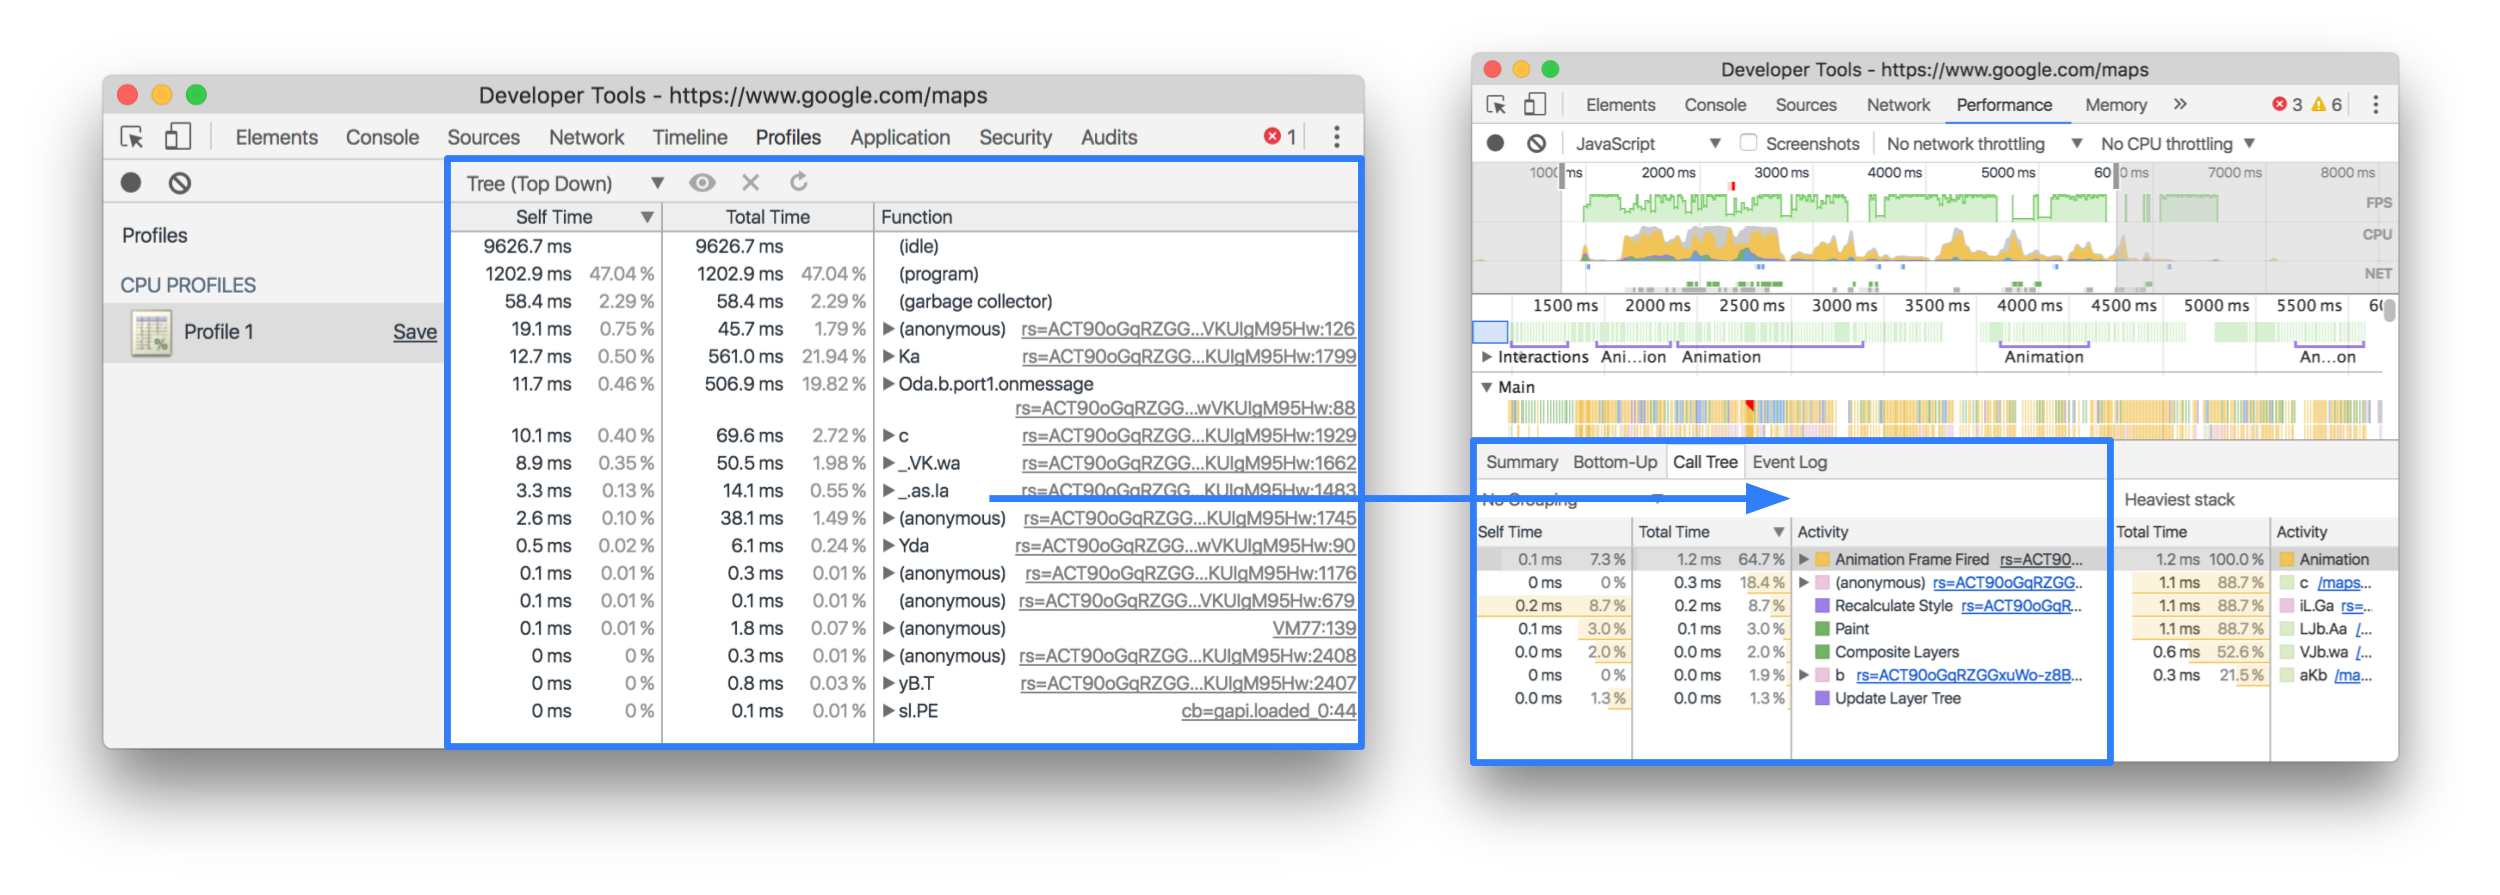 Developer Tools - https://www.google.com/maps
Elements Console Sources Network Timeline Profiles Application Security Audits 1
Tree (Top Down)
Profiles
CPU PROFILES
Profile 1 Save
Self Time Total Time Function
9626.7 ms 9626.7 ms (idle)
1202.9 ms 47.04 % 1202.9 ms 47.04 % (program)
58.4 ms 2.29 % 58.4 ms 2.29 % (garbage collector)
19.1 ms 0.75 % 45.7 ms 1.79 % (anonymous) rs=ACT90oGqRZGG...VKUIgM95Hw:126
12.7 ms 0.50 % 561.0 ms 21.94 % Ka rs=ACT90oGqRZGG...KUIgM95Hw:1799
11.7 ms 0.46 % 506.9 ms 19.82 % Oda.b.port1.onmessage
rs=ACT90oGqRZGG...wVKUIgM95Hw:88
10.1 ms 0.40 % 69.6 ms 2.72 % c rs=ACT90oGqRZGG...KUIgM95Hw:1929
8.9 ms 0.35 % 50.5 ms 1.98 % _.VK.wa rs=ACT90oGqRZGG...KUIgM95Hw:1662
3.3 ms 0.13 % 14.1 ms 0.55 % _.as.la rs=ACT90oGqRZGG...KUIgM95Hw:1483
2.6 ms 0.10 % 38.1 ms 1.49 % (anonymous) rs=ACT90oGqRZGG...KUIgM95Hw:1745
0.5 ms 0.02 % 6.1 ms 0.24 % Yda rs=ACT90oGqRZGG...wVKUIgM95Hw:90
0.1 ms 0.01 % 0.3 ms 0.01 % (anonymous) rs=ACT90oGqRZGG...KUIgM95Hw:1176
0.1 ms 0.01 % 0.1 ms 0.01 % (anonymous) rs=ACT90oGqRZGG...VKUIgM95Hw:679
0.1 ms 0.01 % 1.8 ms 0.07 % (anonymous) VM77:139
0 ms 0 % 0.3 ms 0.01 % (anonymous) rs=ACT90oGqRZGG...KUIgM95Hw:2408
0 ms 0 % 0.8 ms 0.03 % yB.T rs=ACT90oGqRZGG...KUIgM95Hw:2407
0 ms 0 % 0.1 ms 0.01 % sl.PE cb=gapi.loaded_0:44
Developer Tools - https://www.google.com/maps
Elements Console Sources Network Performance Memory » 3 6
JavaScript Screenshots No network throttling No CPU throttling
1000 ms 2000 ms 3000 ms 4000 ms 5000 ms 60 0 ms 7000 ms 8000 ms
FPS
CPU
NET
1500 ms 2000 ms 2500 ms 3000 ms 3500 ms 4000 ms 4500 ms 5000 ms 5500 ms
Interactions Ani...ion Animation Animation An...on
Main
Summary Bottom-Up Call Tree Event Log
No Grouping Heaviest stack
Self Time Total Time Activity Total Time Activity
0.1 ms 7.3 % 1.2 ms 64.7 % Animation Frame Fired rs=ACT90... 1.2 ms 100.0 % Animation
0 ms 0 % 0.3 ms 18.4 % (anonymous) rs=ACT90oGqRZGG... 1.1 ms 88.7 % c /maps...
0.2 ms 8.7 % 0.2 ms 8.7 % Recalculate Style rs=ACT90oGqR... 1.1 ms 88.7 % iL.Ga rs=...
0.1 ms 3.0 % 0.1 ms 3.0 % Paint 1.1 ms 88.7 % LJb.Aa /...
0.0 ms 2.0 % 0.0 ms 2.0 % Composite Layers 0.6 ms 52.6 % VJb.wa /...
0 ms 0 % 0.0 ms 1.9 % b rs=ACT90oGqRZGGxuWo-z8B... 0.3 ms 21.5 % aKb /ma...
0.0 ms 1.3 % 0.0 ms 1.3 % Update Layer Tree